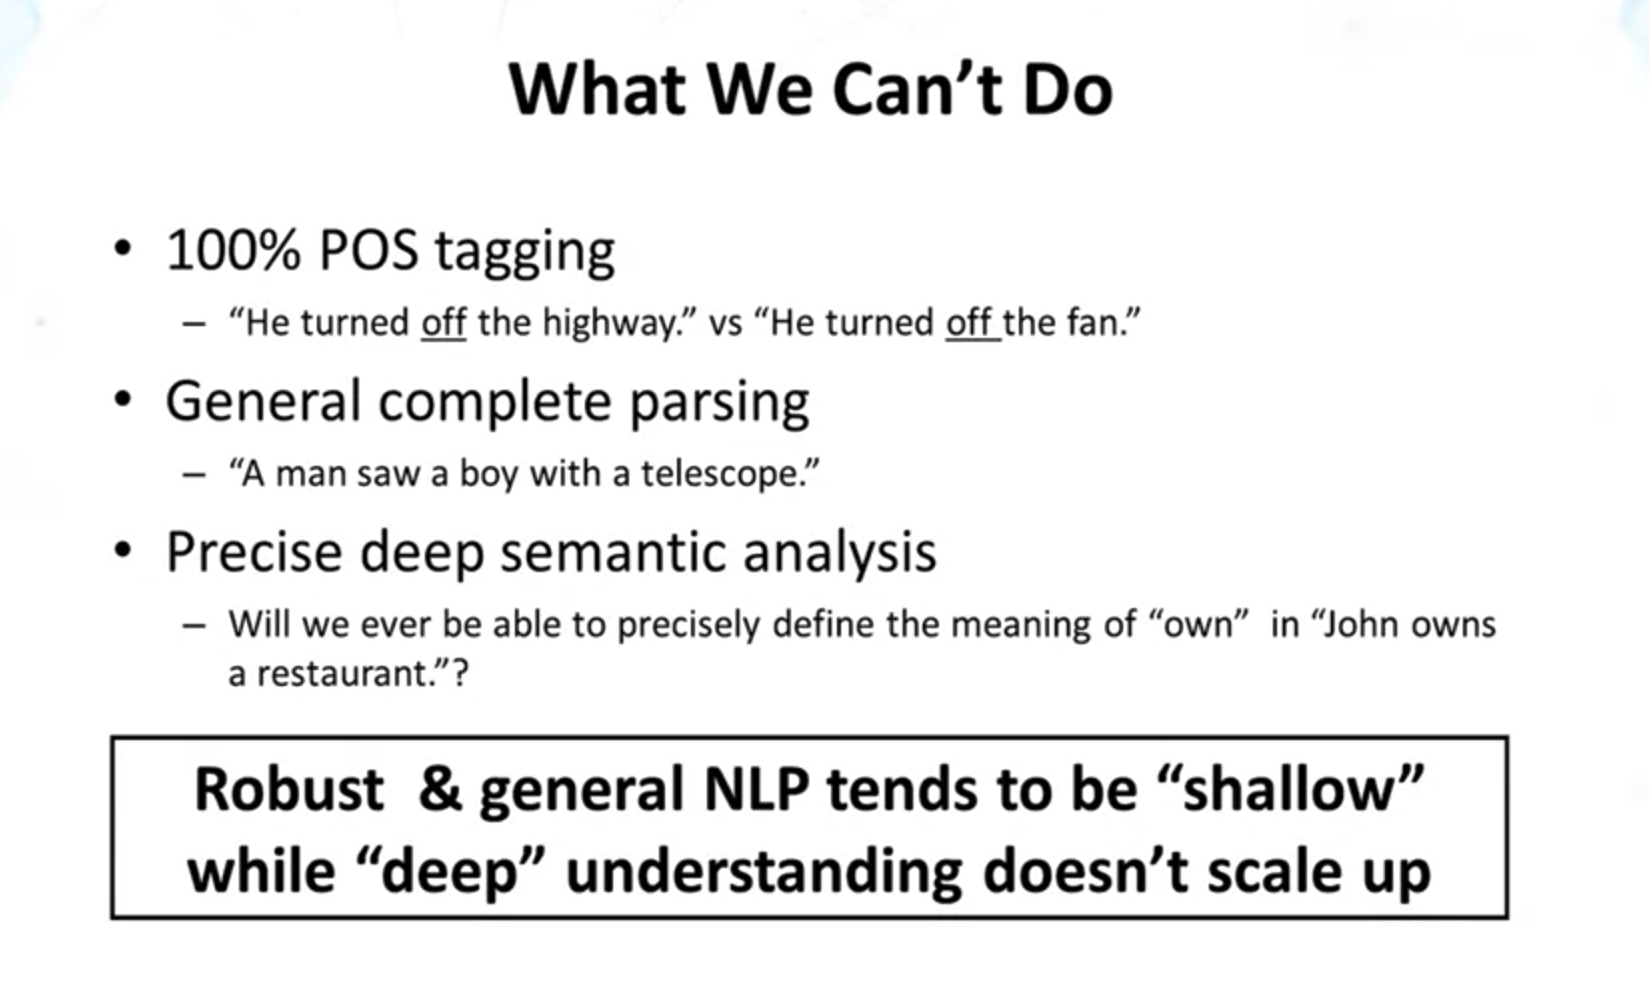 What We Can’t Do
• 100% POS tagging
– “He turned off the highway.” vs “He turned off the fan.”
• General complete parsing
– “A man saw a boy with a telescope.”
• Precise deep semantic analysis
– Will we ever be able to precisely define the meaning of “own”  in “John owns
a restaurant.”?
Robust  & general NLP tends to be “shallow”
while “deep” understanding doesn’t scale up